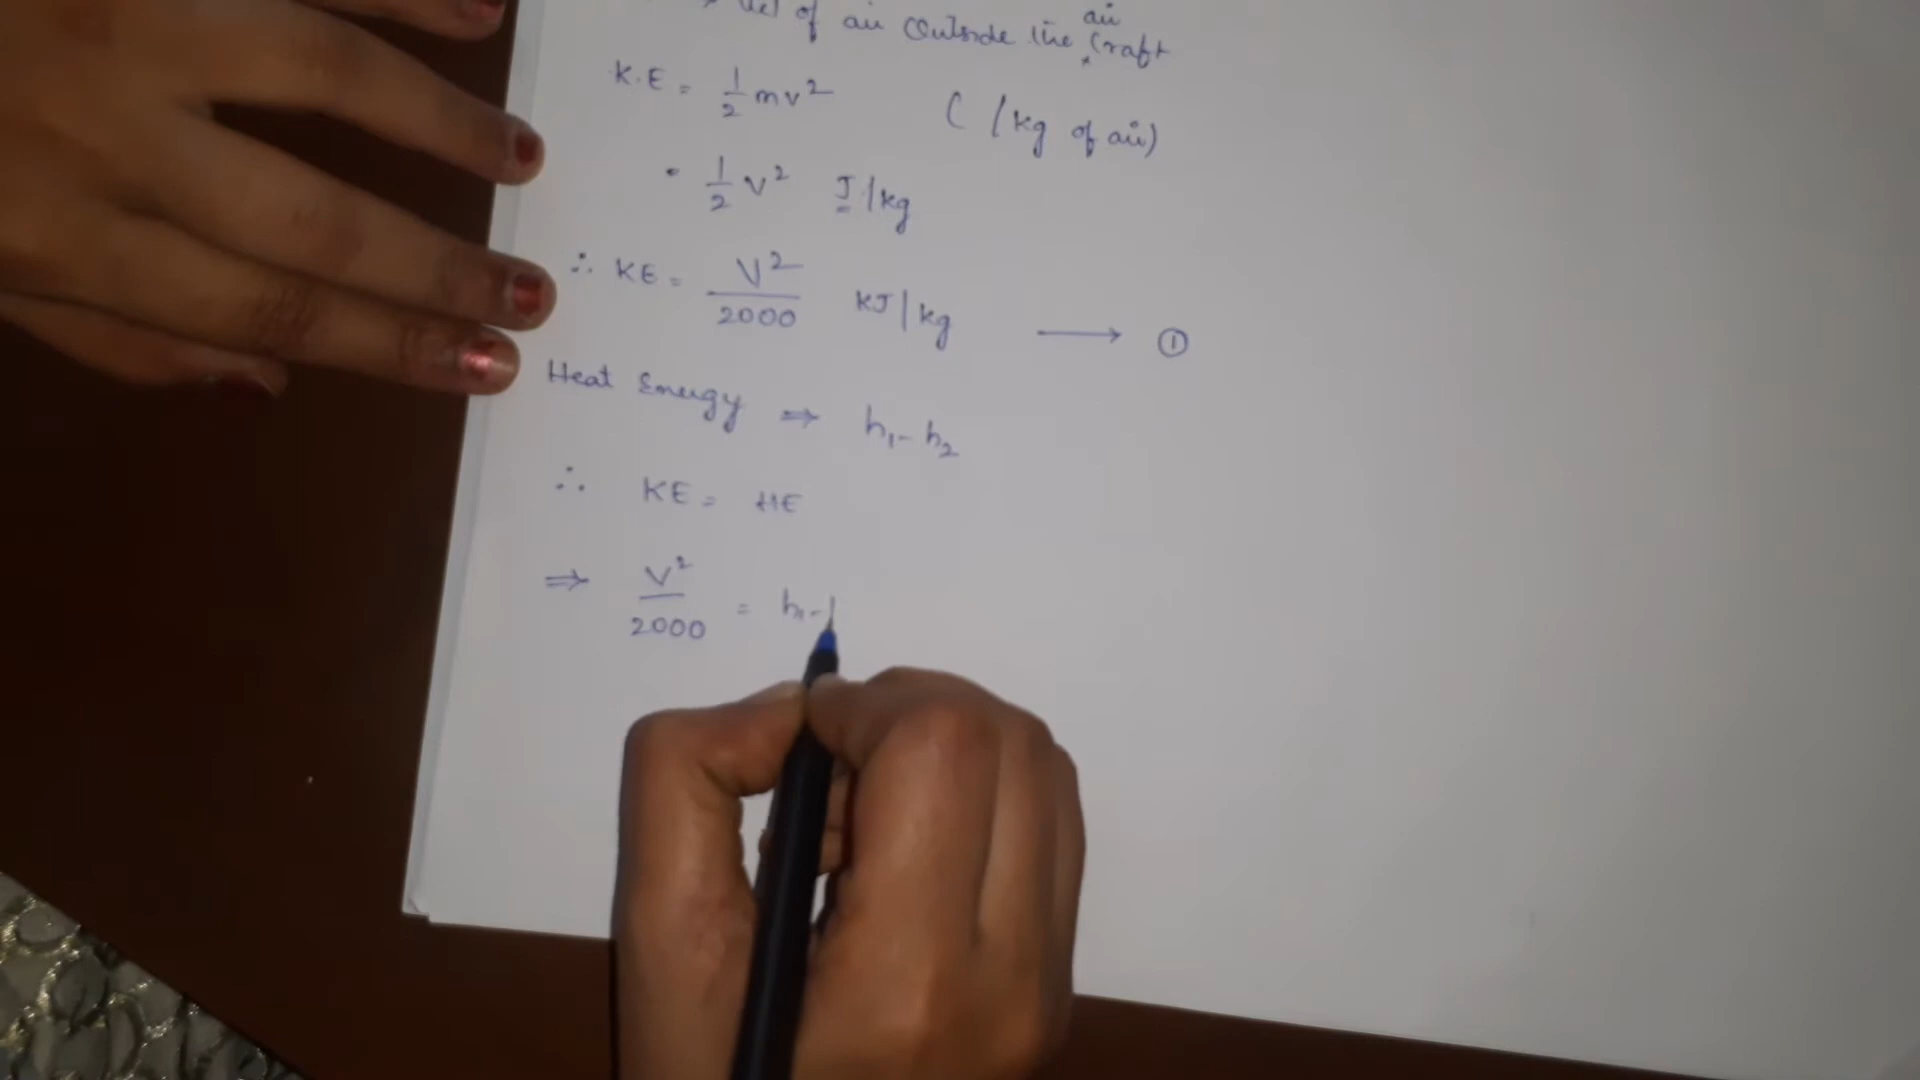 of air Outside the air Craft
K.E = 1/2 mv² ( /kg of air)
= 1/2 V² J/kg
∴ KE = V²/2000 kJ/kg ⟶ ①
Heat Energy ⇒ h₁ - h₂
∴ KE = HE
⇒ V²/2000 = h₁ -